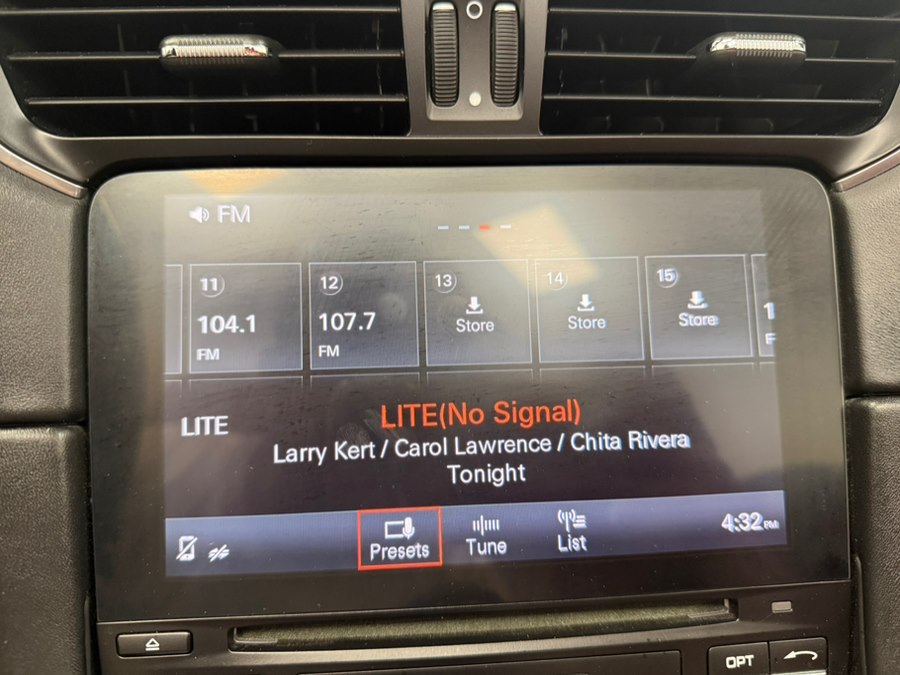 FM
11
104.1
FM
12
107.7
FM
13
Store
14
Store
15
Store
LITE
LITE(No Signal)
Larry Kert / Carol Lawrence / Chita Rivera
Tonight
Presets
Tune
List
4:32PM
OPT